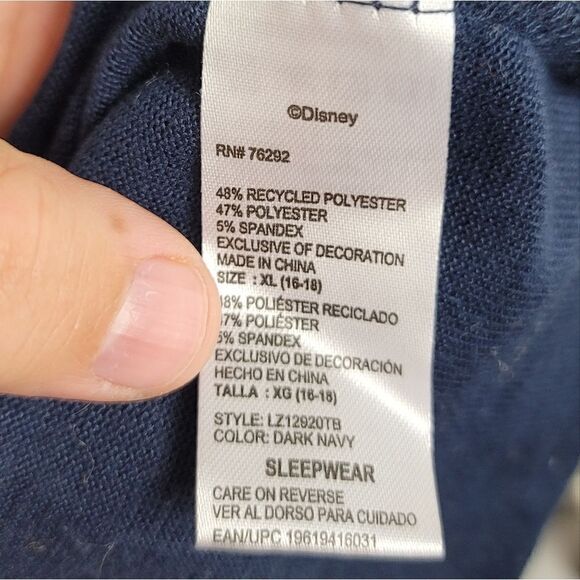 ©Disney
RN# 76292
48% RECYCLED POLYESTER
47% POLYESTER
5% SPANDEX
EXCLUSIVE OF DECORATION
MADE IN CHINA
SIZE : XL (16-18)
48% POLIÉSTER RECICLADO
47% POLIÉSTER
5% SPANDEX
EXCLUSIVO DE DECORACIÓN
HECHO EN CHINA
TALLA : XG (16-18)
STYLE: LZ12920TB
COLOR: DARK NAVY
SLEEPWEAR
CARE ON REVERSE
VER AL DORSO PARA CUIDADO
EAN/UPC 19619416031